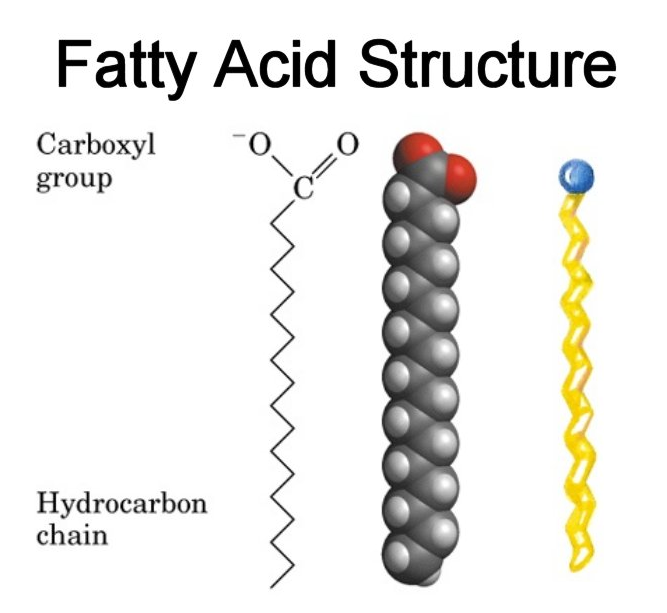 Fatty Acid Structure
Carboxyl
group
⁻O
O
C
Hydrocarbon
chain